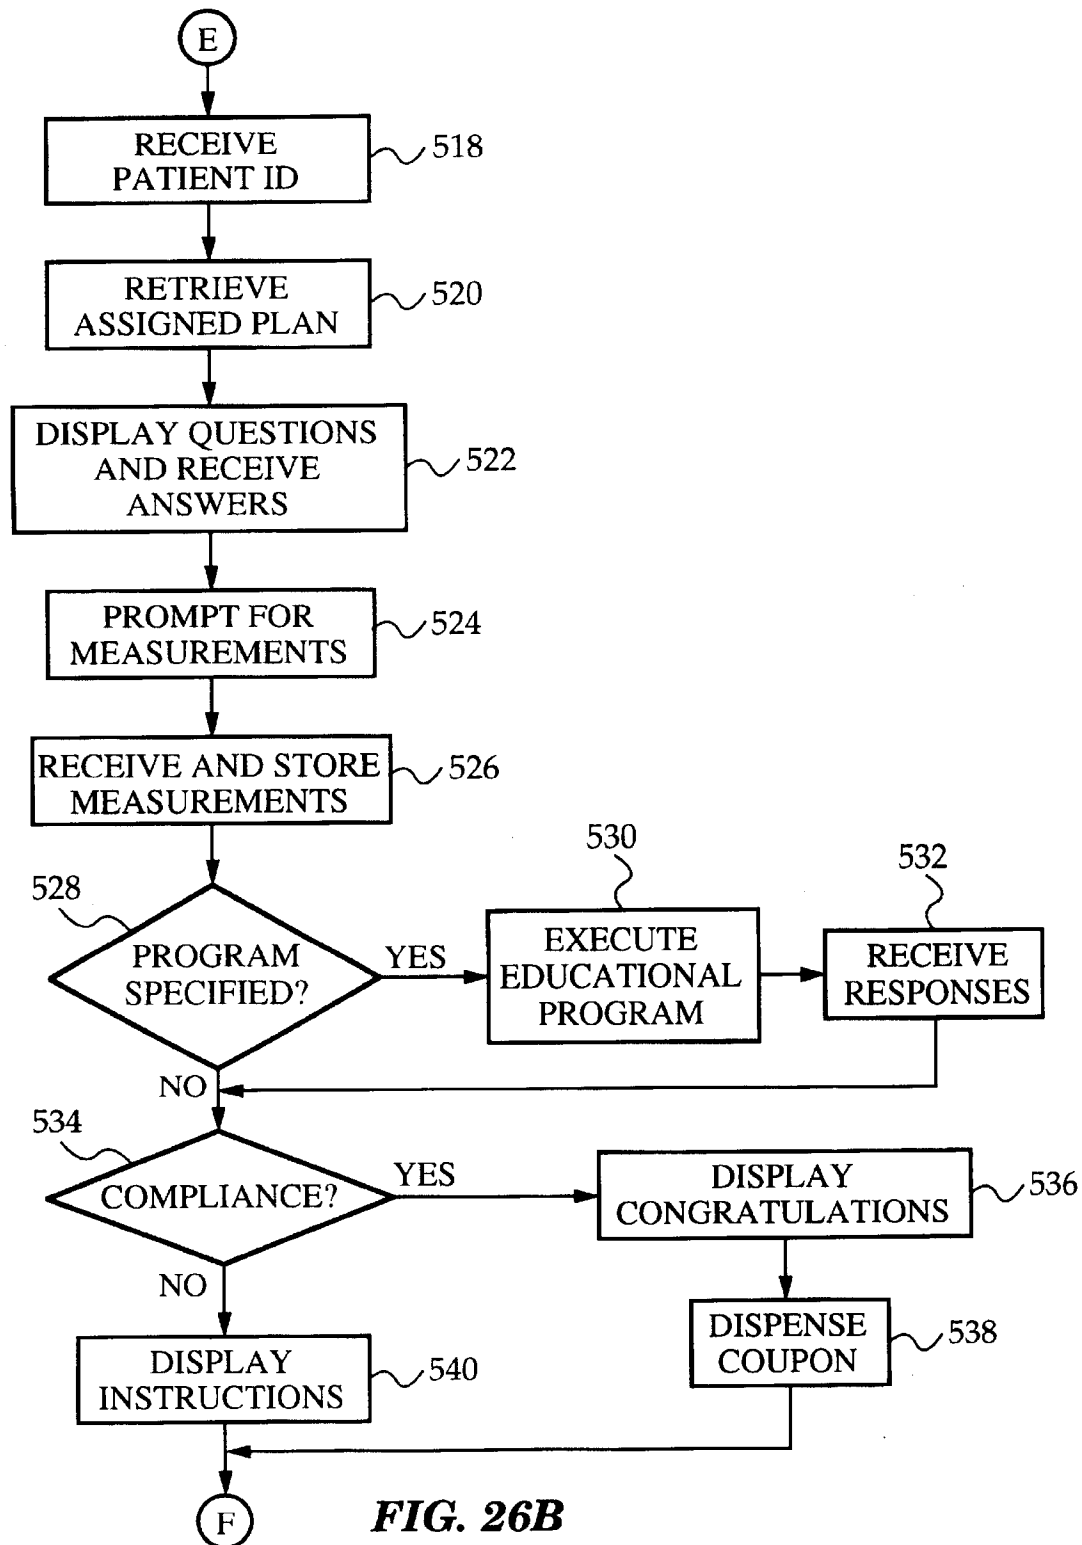 E
RECEIVE
PATIENT ID
518
RETRIEVE
ASSIGNED PLAN
520
DISPLAY QUESTIONS
AND RECEIVE
ANSWERS
522
PROMPT FOR
MEASUREMENTS
524
RECEIVE AND STORE
MEASUREMENTS
526
528
PROGRAM
SPECIFIED?
YES
530
EXECUTE
EDUCATIONAL
PROGRAM
532
RECEIVE
RESPONSES
NO
534
COMPLIANCE?
YES
DISPLAY
CONGRATULATIONS
536
NO
DISPENSE
COUPON
538
DISPLAY
INSTRUCTIONS
540
F
FIG. 26B